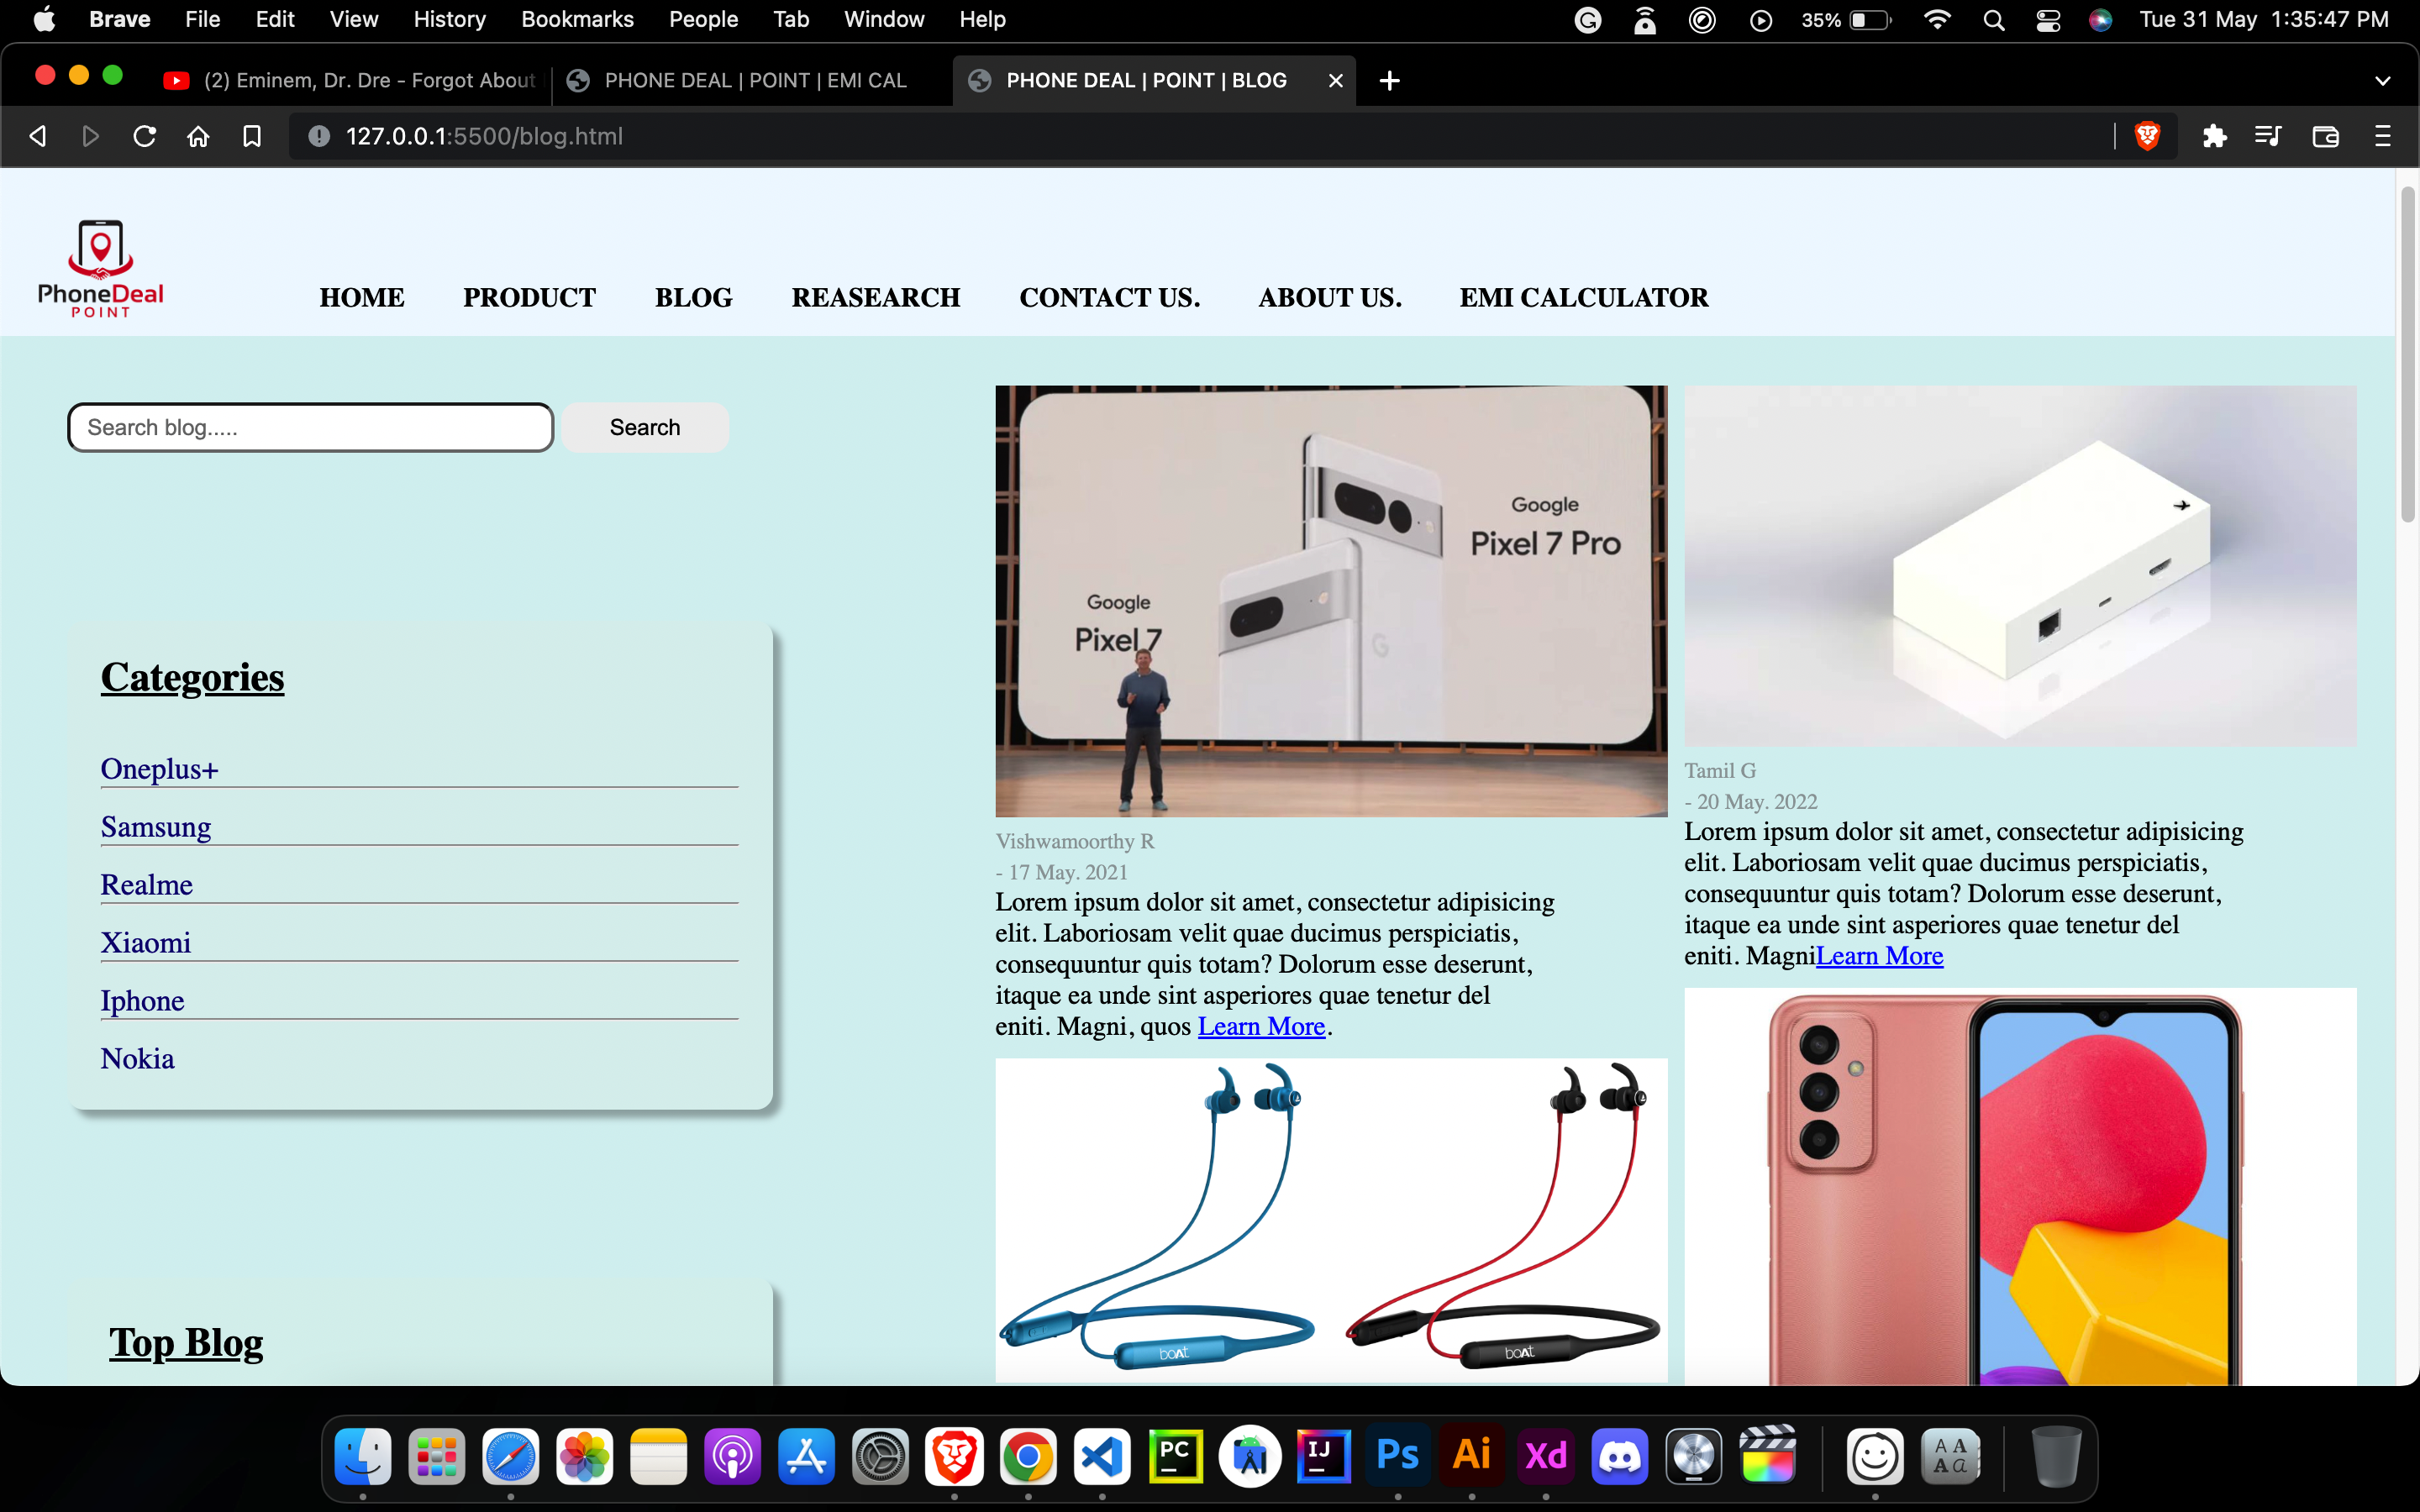 Brave File Edit View History Bookmarks People Tab Window Help
35% Tue 31 May 1:35:47 PM
(2) Eminem, Dr. Dre - Forgot About
PHONE DEAL | POINT | EMI CAL
PHONE DEAL | POINT | BLOG
127.0.0.1:5500/blog.html
PhoneDeal
POINT
HOME PRODUCT BLOG REASEARCH CONTACT US. ABOUT US. EMI CALCULATOR
Search blog.....
Search
Categories
Oneplus+
Samsung
Realme
Xiaomi
Iphone
Nokia
Top Blog
Google
Pixel 7 Pro
Google
Pixel 7
G
Vishwamoorthy R
- 17 May. 2021
Lorem ipsum dolor sit amet, consectetur adipisicing
elit. Laboriosam velit quae ducimus perspiciatis,
consequuntur quis totam? Dolorum esse deserunt,
itaque ea unde sint asperiores quae tenetur del
eniti. Magni, quos Learn More.
boAt
boAt
Tamil G
- 20 May. 2022
Lorem ipsum dolor sit amet, consectetur adipisicing
elit. Laboriosam velit quae ducimus perspiciatis,
consequuntur quis totam? Dolorum esse deserunt,
itaque ea unde sint asperiores quae tenetur del
eniti. MagniLearn More
PC
IJ
Ps
Ai
Xd
A A
A a